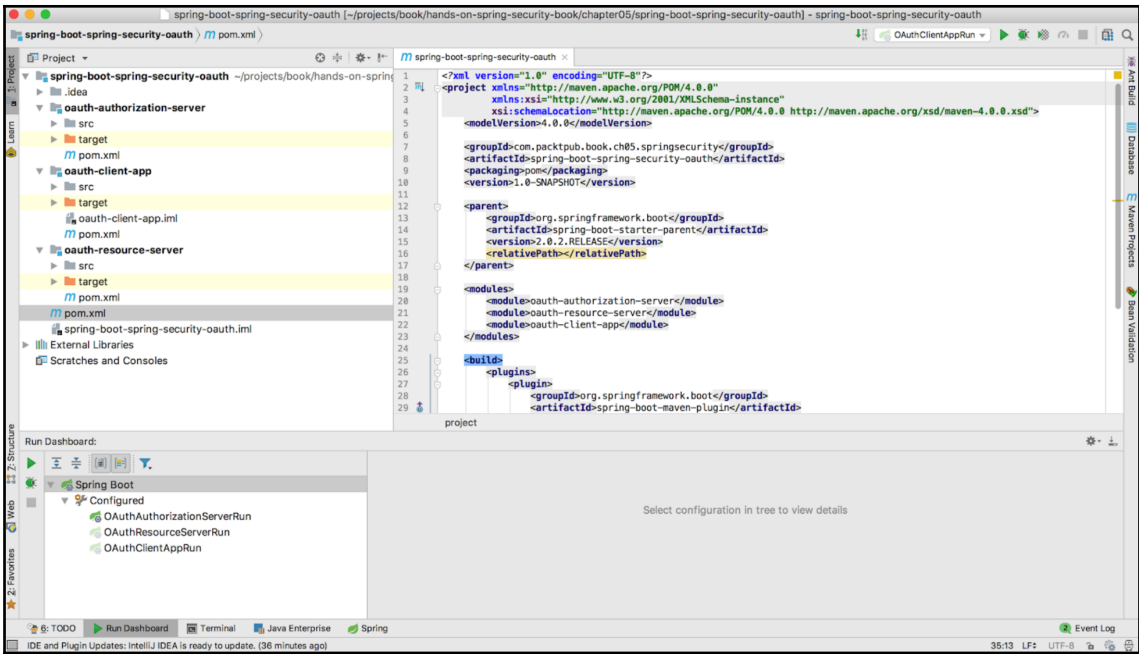 spring-boot-spring-security-oauth [~/projects/book/hands-on-spring-security-book/chapter05/spring-boot-spring-security-oauth] - spring-boot-spring-security-oauth
spring-boot-spring-security-oauth 〉 m pom.xml 〉
OAuthClientAppRun
1: Project
Learn
Project
spring-boot-spring-security-oauth ~/projects/book/hands-on-spring
.idea
oauth-authorization-server
src
target
m pom.xml
oauth-client-app
src
target
oauth-client-app.iml
m pom.xml
oauth-resource-server
src
target
m pom.xml
m pom.xml
spring-boot-spring-security-oauth.iml
External Libraries
Scratches and Consoles
m spring-boot-spring-security-oauth ×
1 <?xml version="1.0" encoding="UTF-8"?>
2 <project xmlns="http://maven.apache.org/POM/4.0.0"
3 xmlns:xsi="http://www.w3.org/2001/XMLSchema-instance"
4 xsi:schemaLocation="http://maven.apache.org/POM/4.0.0 http://maven.apache.org/xsd/maven-4.0.0.xsd">
5 <modelVersion>4.0.0</modelVersion>
6
7 <groupId>com.packtpub.book.ch05.springsecurity</groupId>
8 <artifactId>spring-boot-spring-security-oauth</artifactId>
9 <packaging>pom</packaging>
10 <version>1.0-SNAPSHOT</version>
11
12 <parent>
13 <groupId>org.springframework.boot</groupId>
14 <artifactId>spring-boot-starter-parent</artifactId>
15 <version>2.0.2.RELEASE</version>
16 <relativePath></relativePath>
17 </parent>
18
19 <modules>
20 <module>oauth-authorization-server</module>
21 <module>oauth-resource-server</module>
22 <module>oauth-client-app</module>
23 </modules>
24
25 <build>
26 <plugins>
27 <plugin>
28 <groupId>org.springframework.boot</groupId>
29 <artifactId>spring-boot-maven-plugin</artifactId>
project
Ant Build
Database
m Maven Projects
Bean Validation
Z: Structure
Web
2: Favorites
Run Dashboard:
Spring Boot
Configured
OAuthAuthorizationServerRun
OAuthResourceServerRun
OAuthClientAppRun
Select configuration in tree to view details
6: TODO Run Dashboard Terminal Java Enterprise Spring 2 Event Log
IDE and Plugin Updates: IntelliJ IDEA is ready to update. (36 minutes ago) 35:13 LF÷ UTF-8